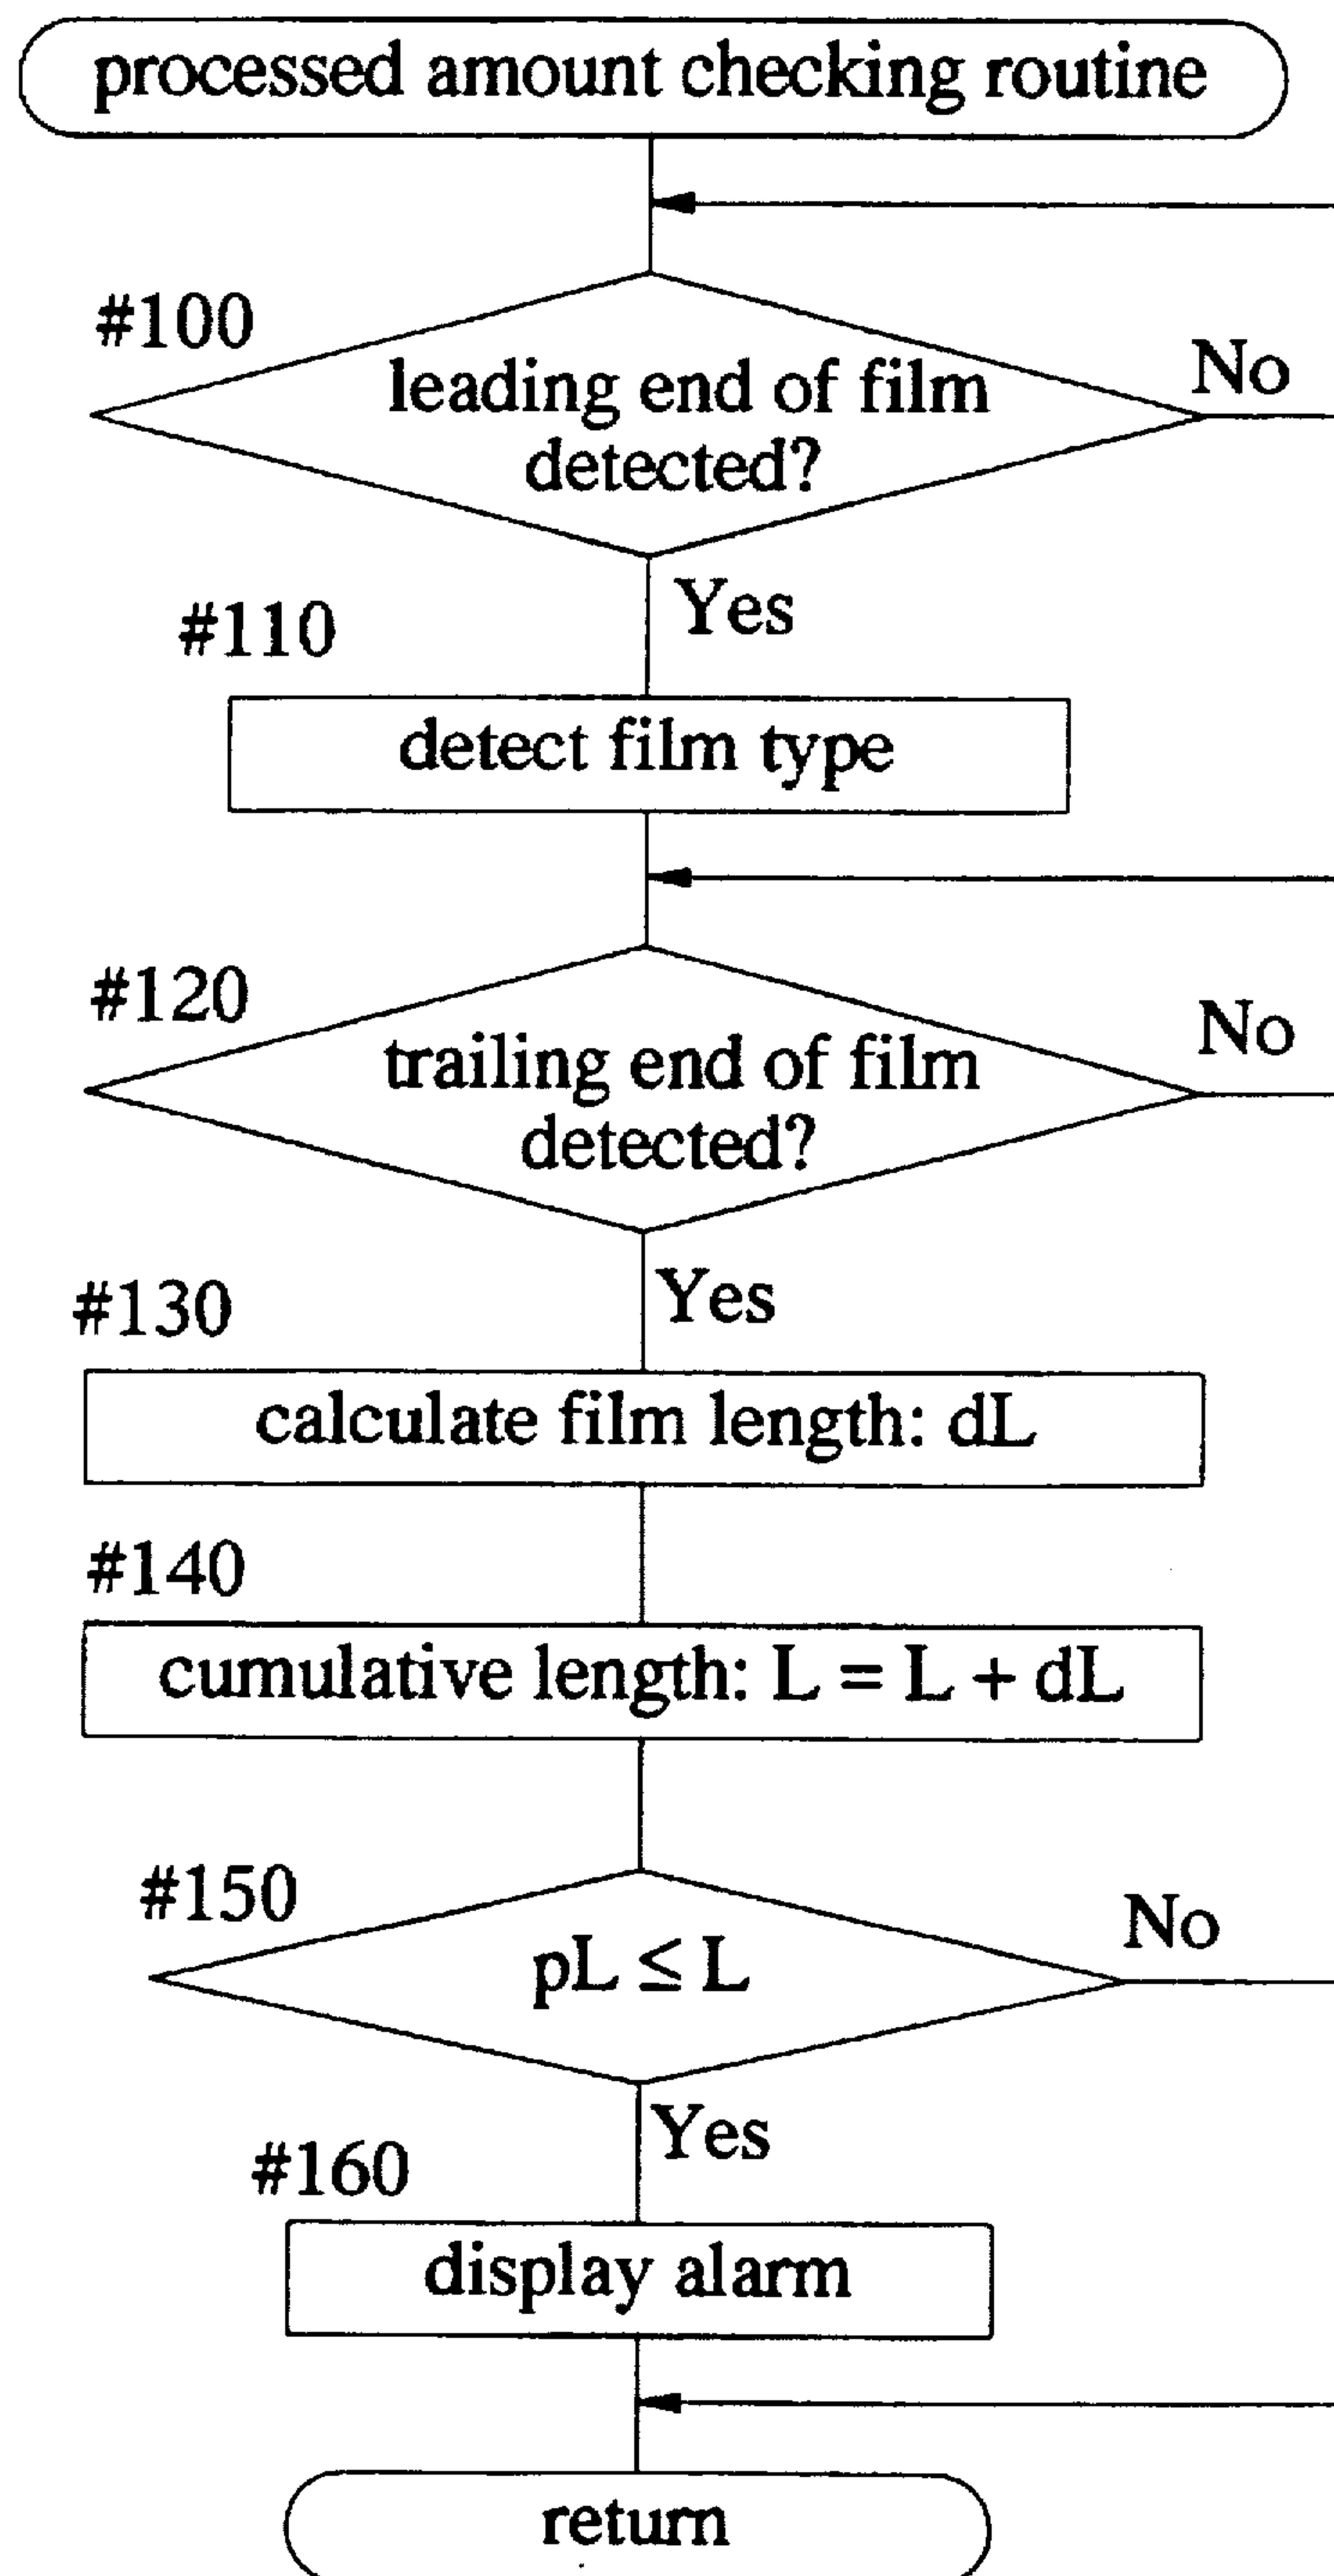 processed amount checking routine
#100
leading end of film
detected?
No
Yes
#110
detect film type
#120
trailing end of film
detected?
No
Yes
#130
calculate film length: dL
#140
cumulative length: L = L + dL
#150
pL ≤ L
No
Yes
#160
display alarm
return